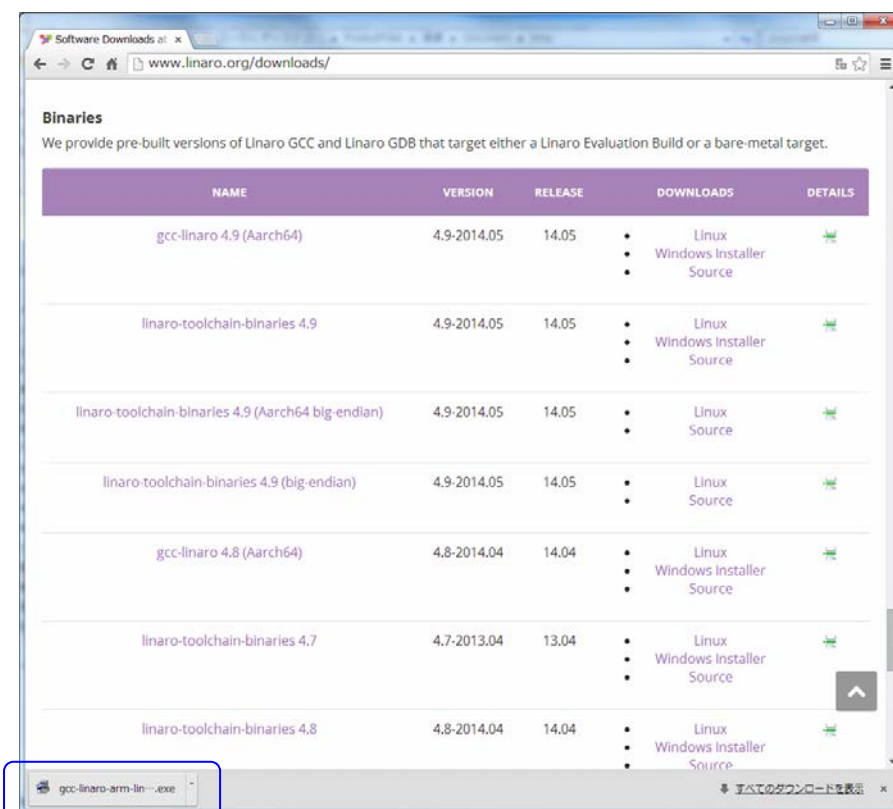 Software Downloads at
www.linaro.org/downloads/
Binaries
We provide pre-built versions of Linaro GCC and Linaro GDB that target either a Linaro Evaluation Build or a bare-metal target.
NAME VERSION RELEASE DOWNLOADS DETAILS
gcc-linaro 4.9 (Aarch64) 4.9-2014.05 14.05 • Linux
• Windows Installer
• Source
linaro-toolchain-binaries 4.9 4.9-2014.05 14.05 • Linux
• Windows Installer
• Source
linaro-toolchain-binaries 4.9 (Aarch64 big-endian) 4.9-2014.05 14.05 • Linux
• Source
linaro-toolchain-binaries 4.9 (big-endian) 4.9-2014.05 14.05 • Linux
• Source
gcc-linaro 4.8 (Aarch64) 4.8-2014.04 14.04 • Linux
• Windows Installer
• Source
linaro-toolchain-binaries 4.7 4.7-2013.04 13.04 • Linux
• Windows Installer
• Source
linaro-toolchain-binaries 4.8 4.8-2014.04 14.04 • Linux
• Windows Installer
• Source
gcc-linaro-arm-lin….exe すべてのダウンロードを表示